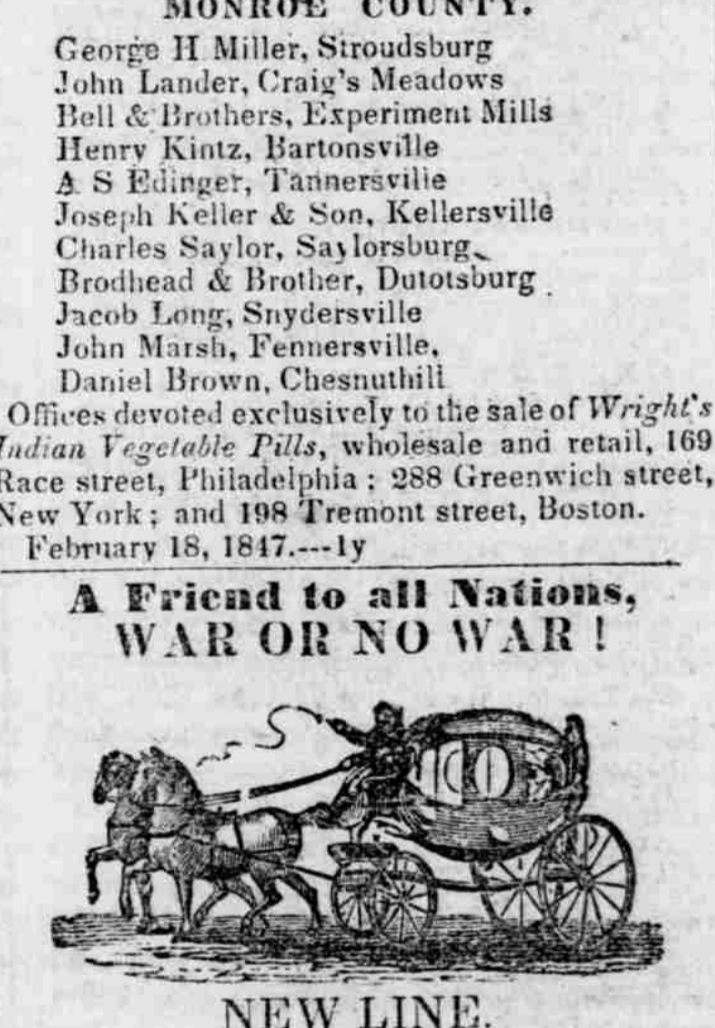 MONROE COUNTY.
George H Miller, Stroudsburg
John Lander, Craig's Meadows
Bell & Brothers, Experiment Mills
Henry Kintz, Bartonsville
A S Edinger, Tannersville
Joseph Keller & Son, Kellersville
Charles Saylor, Saylorsburg
Brodhead & Brother, Dutotsburg
Jacob Long, Snydersville
John Marsh, Fennersville,
Daniel Brown, Chesnuthill
Offices devoted exclusively to the sale of Wright's
Indian Vegetable Pills, wholesale and retail, 169
Race street, Philadelphia; 288 Greenwich street,
New York; and 198 Tremont street, Boston.
February 18, 1847.---1y
A Friend to all Nations,
WAR OR NO WAR!
NEW LINE.